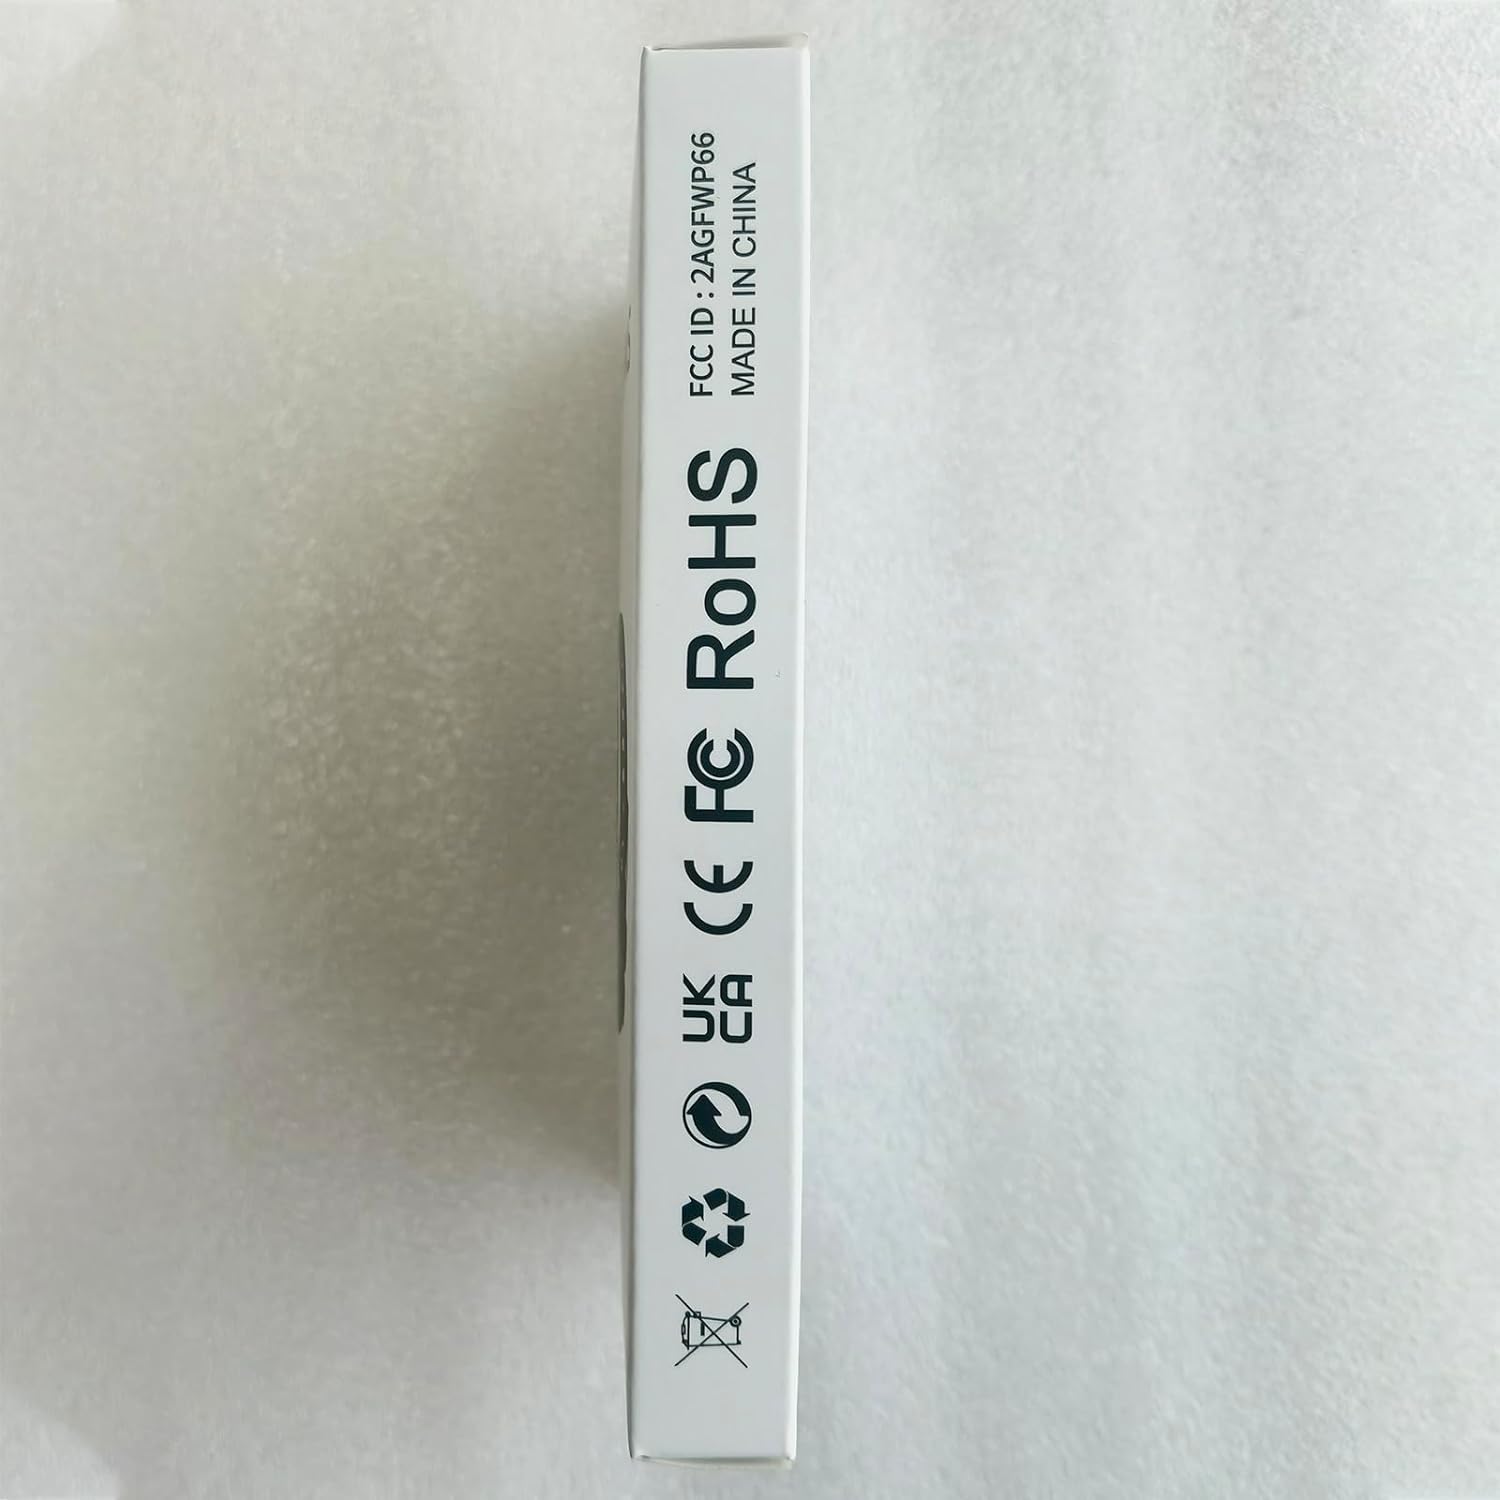 UK
CA
CE
FC
RoHS
FCC ID : 2AGFWP66
MADE IN CHINA